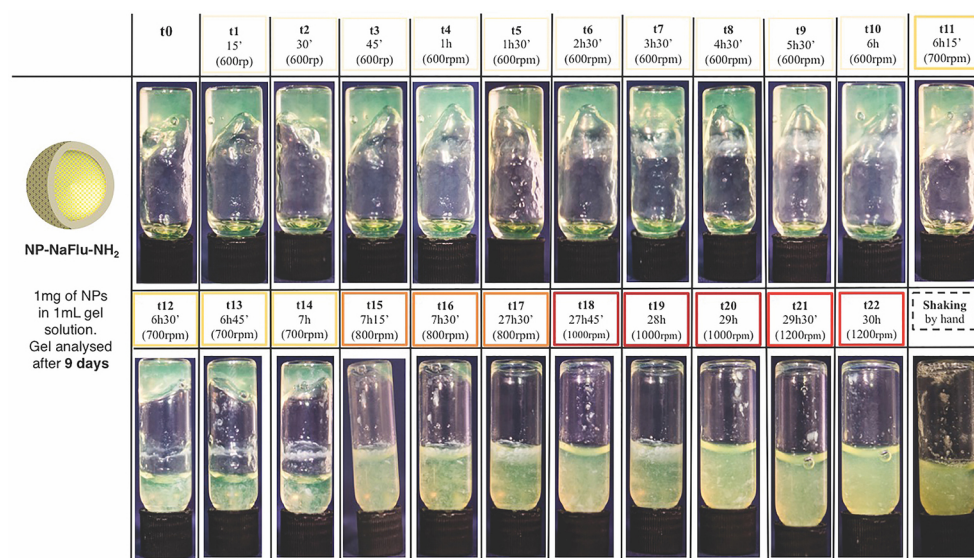 t0
t1
15’
(600rp)
t2
30’
(600rp)
t3
45’
(600rp)
t4
1h
(600rpm)
t5
1h30’
(600rpm)
t6
2h30’
(600rpm)
t7
3h30’
(600rpm)
t8
4h30’
(600rpm)
t9
5h30’
(600rpm)
t10
6h
(600rpm)
t11
6h15’
(700rpm)
NP-NaFlu-NH₂
1mg of NPs
in 1mL gel
solution.
Gel analysed
after 9 days
t12
6h30’
(700rpm)
t13
6h45’
(700rpm)
t14
7h
(700rpm)
t15
7h15’
(800rpm)
t16
7h30’
(800rpm)
t17
27h30’
(800rpm)
t18
27h45’
(1000rpm)
t19
28h
(1000rpm)
t20
29h
(1000rpm)
t21
29h30’
(1200rpm)
t22
30h
(1200rpm)
Shaking
by hand